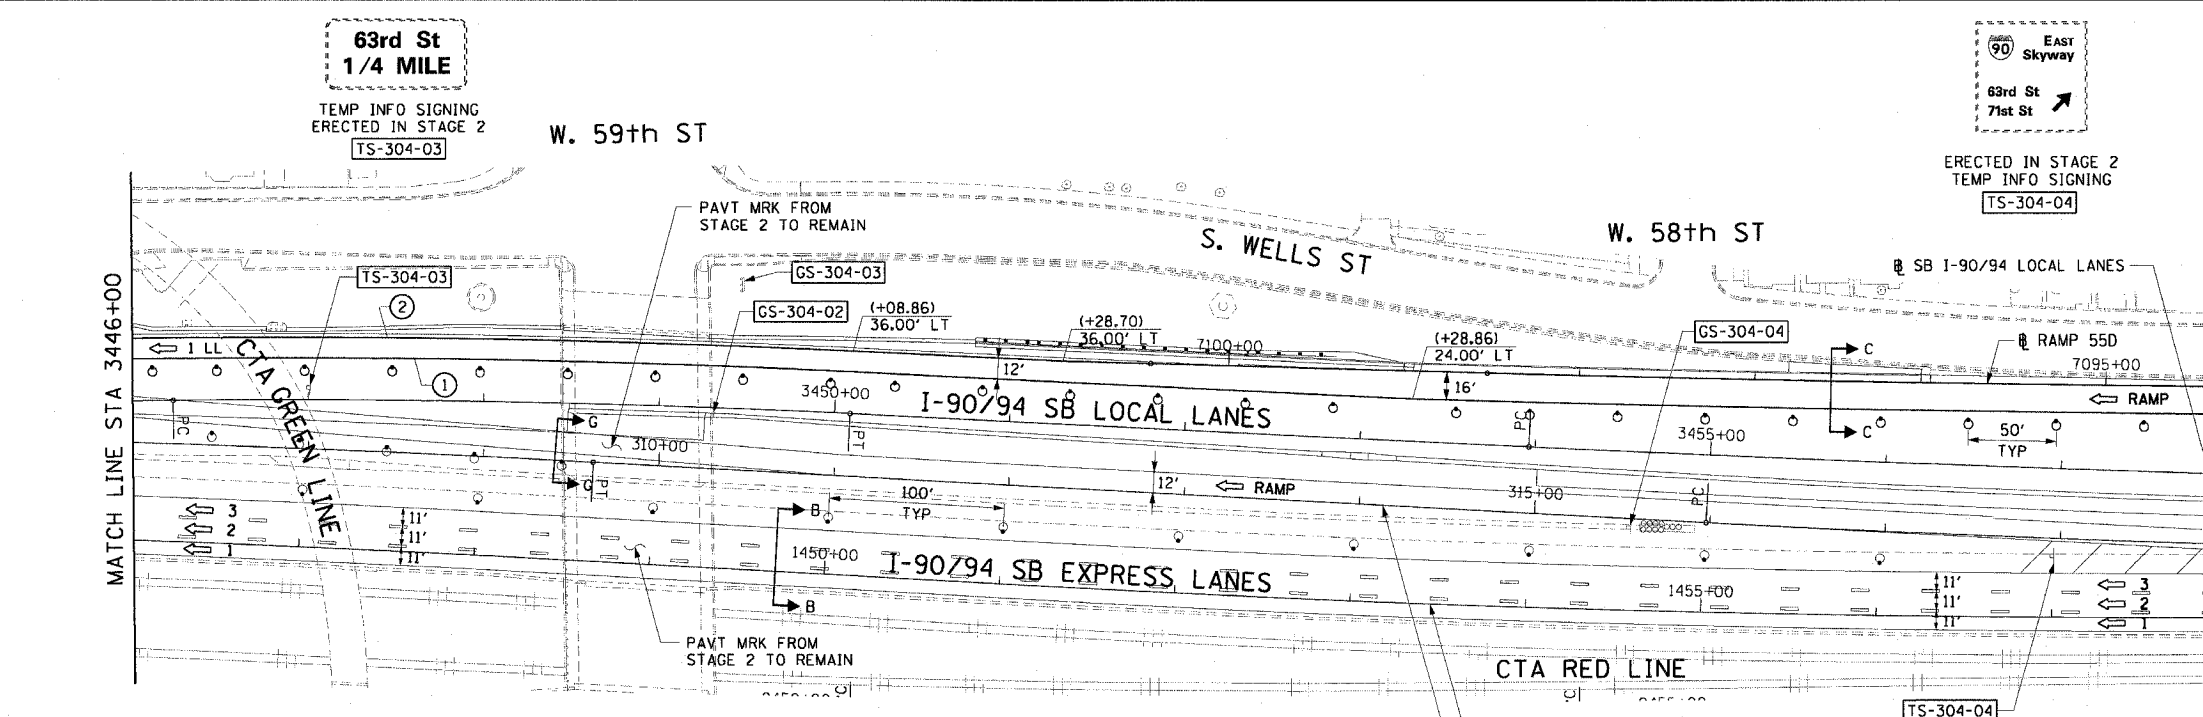 63rd St
1/4 MILE
TEMP INFO SIGNING
ERECTED IN STAGE 2
TS-304-03
W. 59th ST
90
EAST
Skyway
63rd St
71st St
ERECTED IN STAGE 2
TEMP INFO SIGNING
TS-304-04
PAVT MRK FROM
STAGE 2 TO REMAIN
S. WELLS ST
W. 58th ST
SB I-90/94 LOCAL LANES
MATCH LINE STA 3446+00
TS-304-03
GS-304-03
2
GS-304-02
(+08.86)
36.00' LT
(+28.70)
36.00' LT
7100+00
(+28.86)
24.00' LT
GS-304-04
C
RAMP 55D
7095+00
1 LL
CTA GREEN LINE
1
12'
3450+00
I-90/94 SB LOCAL LANES
16'
RAMP
PC
G
310+00
PT
PC
3455+00
C
50'
TYP
G
PT
12'
RAMP
315+00
PC
100'
TYP
B
3
2
1
11'
11'
11'
1450+00
I-90/94 SB EXPRESS LANES
1455+00
11'
11'
11'
3
2
1
B
PAVT MRK FROM
STAGE 2 TO REMAIN
CTA RED LINE
TS-304-04